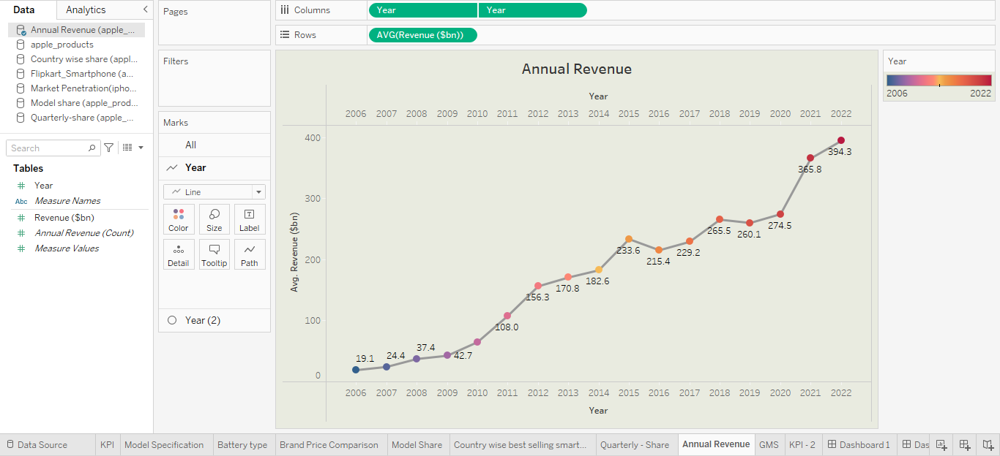 Data Analytics
Annual Revenue (apple_...
apple_products
Country wise share (appl...
Flipkart_Smartphone (a...
Market Penetration(ipho...
Model share (apple_prod...
Quarterly-share (apple_...
Search
Tables
Year
Abc Measure Names
Revenue ($bn)
Annual Revenue (Count)
Measure Values
Pages
Filters
Marks
All
Year
Line
Color Size Label
Detail Tooltip Path
Year (2)
Columns Year Year
Rows AVG(Revenue ($bn))
Annual Revenue
Year
2006 2007 2008 2009 2010 2011 2012 2013 2014 2015 2016 2017 2018 2019 2020 2021 2022
Avg. Revenue ($bn)
400
300
200
100
0
19.1
24.4
37.4
42.7
108.0
156.3
170.8
182.6
233.6
215.4
229.2
265.5
260.1
274.5
365.8
394.3
2006 2007 2008 2009 2010 2011 2012 2013 2014 2015 2016 2017 2018 2019 2020 2021 2022
Year
Year
2006 2022
Data Source KPI Model Specification Battery type Brand Price Comparison Model Share Country wise best selling smart... Quarterly - Share Annual Revenue GMS KPI - 2 Dashboard 1 Das